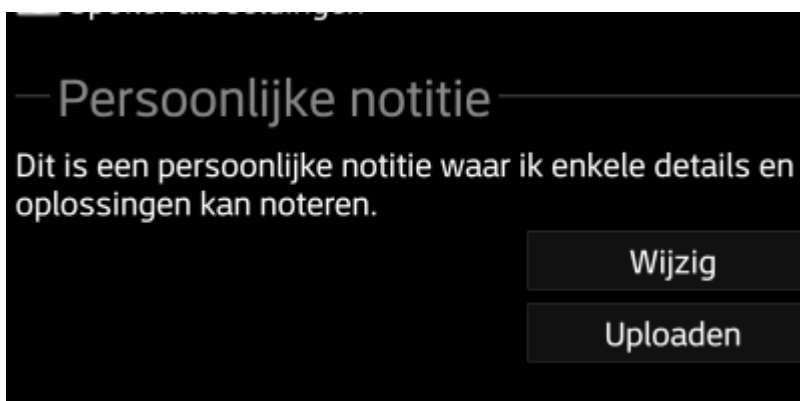 Persoonlijke notitie
Dit is een persoonlijke notitie waar ik enkele details en
oplossingen kan noteren.
Wijzig
Uploaden